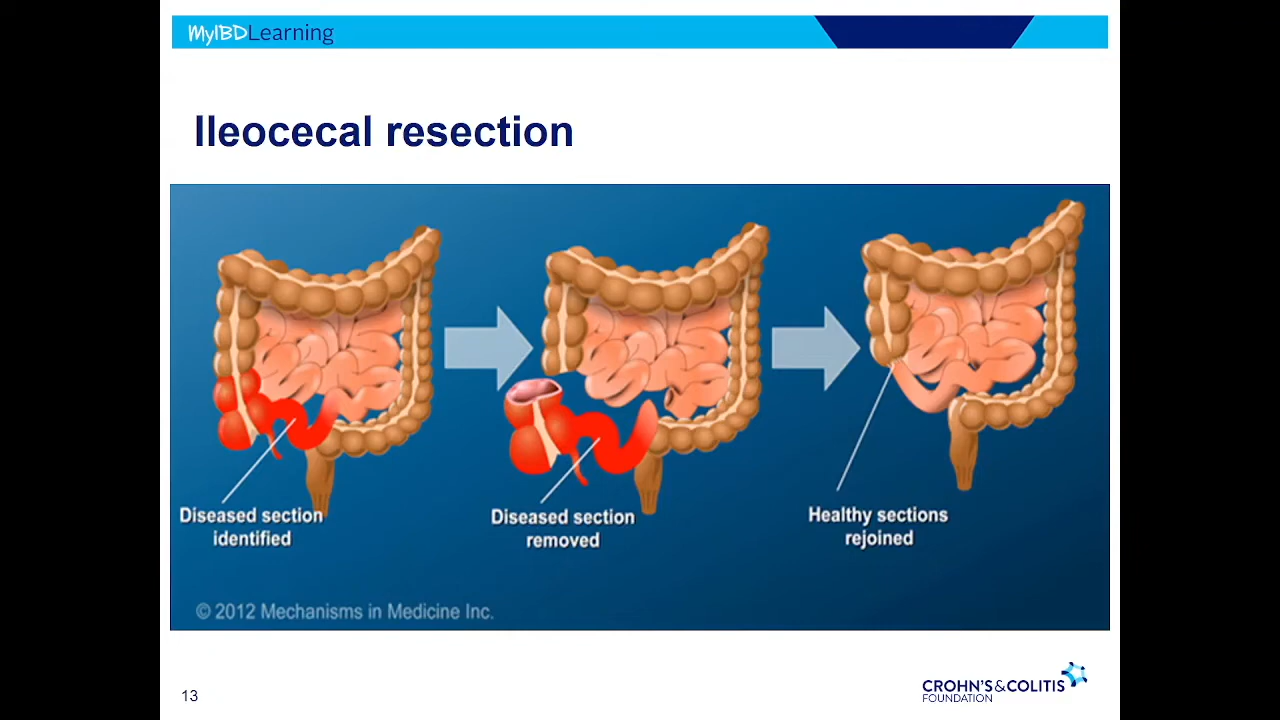 MyIBDLearning
Ileocecal resection
Diseased section
identified
Diseased section
removed
Healthy sections
rejoined
© 2012 Mechanisms in Medicine Inc.
13
CROHN'S & COLITIS
FOUNDATION